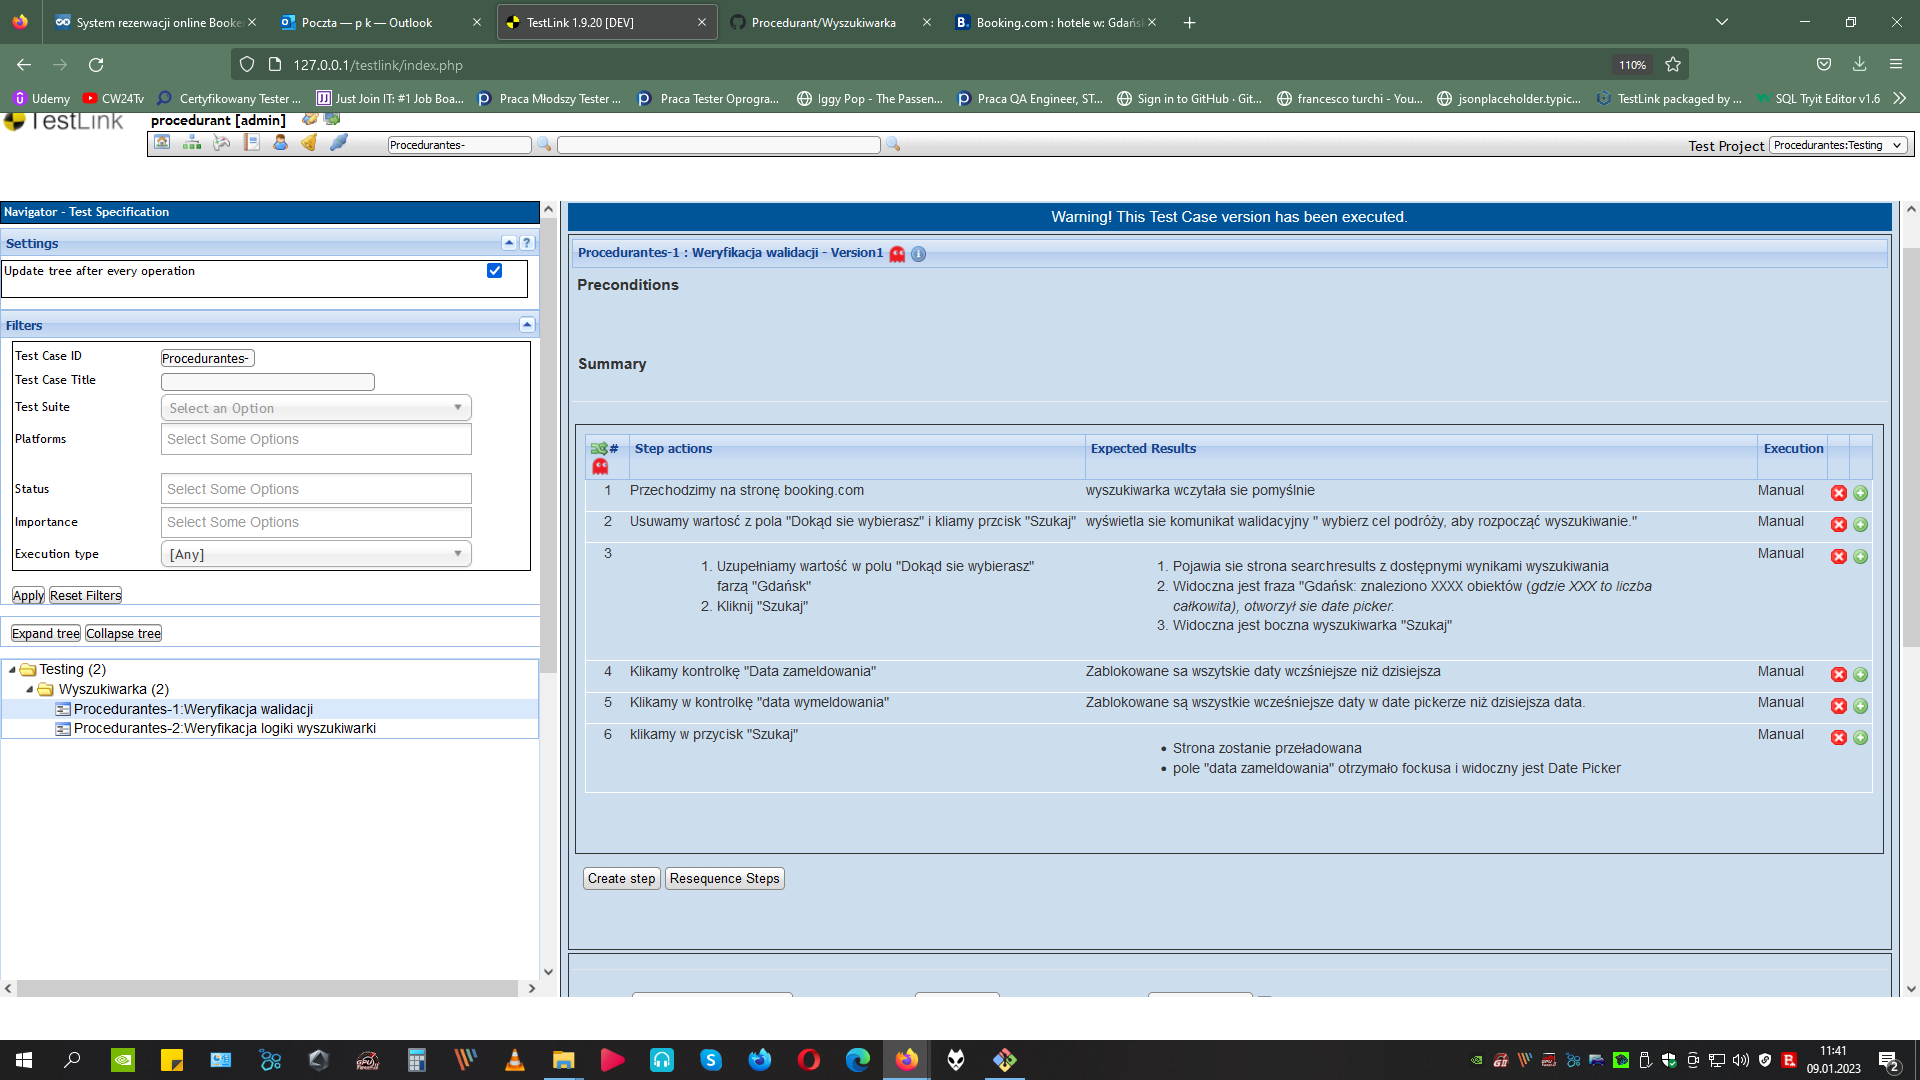 System rezerwacji online Booke
Poczta — p k — Outlook
TestLink 1.9.20 [DEV]
Procedurant/Wyszukiwarka
Booking.com : hotele w: Gdańs
127.0.0.1/testlink/index.php
110%
Udemy
CW24Tv
Certyfikowany Tester ...
Just Join IT: #1 Job Boa...
Praca Młodszy Tester ...
Praca Tester Oprogra...
Iggy Pop - The Passen...
Praca QA Engineer, ST...
Sign in to GitHub · Git...
francesco turchi - You...
jsonplaceholder.typic...
TestLink packaged by ...
SQL Tryit Editor v1.6
TestLink
procedurant [admin]
Procedurantes-
Test Project
Procedurantes:Testing
Navigator - Test Specification
Settings
Update tree after every operation
Filters
Test Case ID
Procedurantes-
Test Case Title
Test Suite
Select an Option
Platforms
Select Some Options
Status
Select Some Options
Importance
Select Some Options
Execution type
[Any]
Apply
Reset Filters
Expand tree
Collapse tree
Testing (2)
Wyszukiwarka (2)
Procedurantes-1:Weryfikacja walidacji
Procedurantes-2:Weryfikacja logiki wyszukiwarki
Warning! This Test Case version has been executed.
Procedurantes-1 : Weryfikacja walidacji - Version1
Preconditions
Summary
# Step actions Expected Results Execution
1 Przechodzimy na stronę booking.com wyszukiwarka wczytała sie pomyślnie Manual
2 Usuwamy wartosć z pola "Dokąd sie wybierasz" i kliamy przcisk "Szukaj" wyświetla sie komunikat walidacyjny " wybierz cel podróży, aby rozpocząć wyszukiwanie." Manual
3 Manual
1. Uzupełniamy wartość w polu "Dokąd sie wybierasz"
farzą "Gdańsk"
2. Kliknij "Szukaj"
1. Pojawia sie strona searchresults z dostępnymi wynikami wyszukiwania
2. Widoczna jest fraza "Gdańsk: znaleziono XXXX obiektów (gdzie XXX to liczba
całkowita), otworzył sie date picker.
3. Widoczna jest boczna wyszukiwarka "Szukaj"
4 Klikamy kontrolkę "Data zameldowania" Zablokowane sa wszytskie daty wcześniejsze niż dzisiejsza Manual
5 Klikamy w kontrolkę "data wymeldowania" Zablokowane są wszystkie wcześniejsze daty w date pickerze niż dzisiejsza data. Manual
6 klikamy w przycisk "Szukaj" Manual
• Strona zostanie przeładowana
• pole "data zameldowania" otrzymało fockusa i widoczny jest Date Picker
Create step
Resequence Steps
11:41
09.01.2023
2